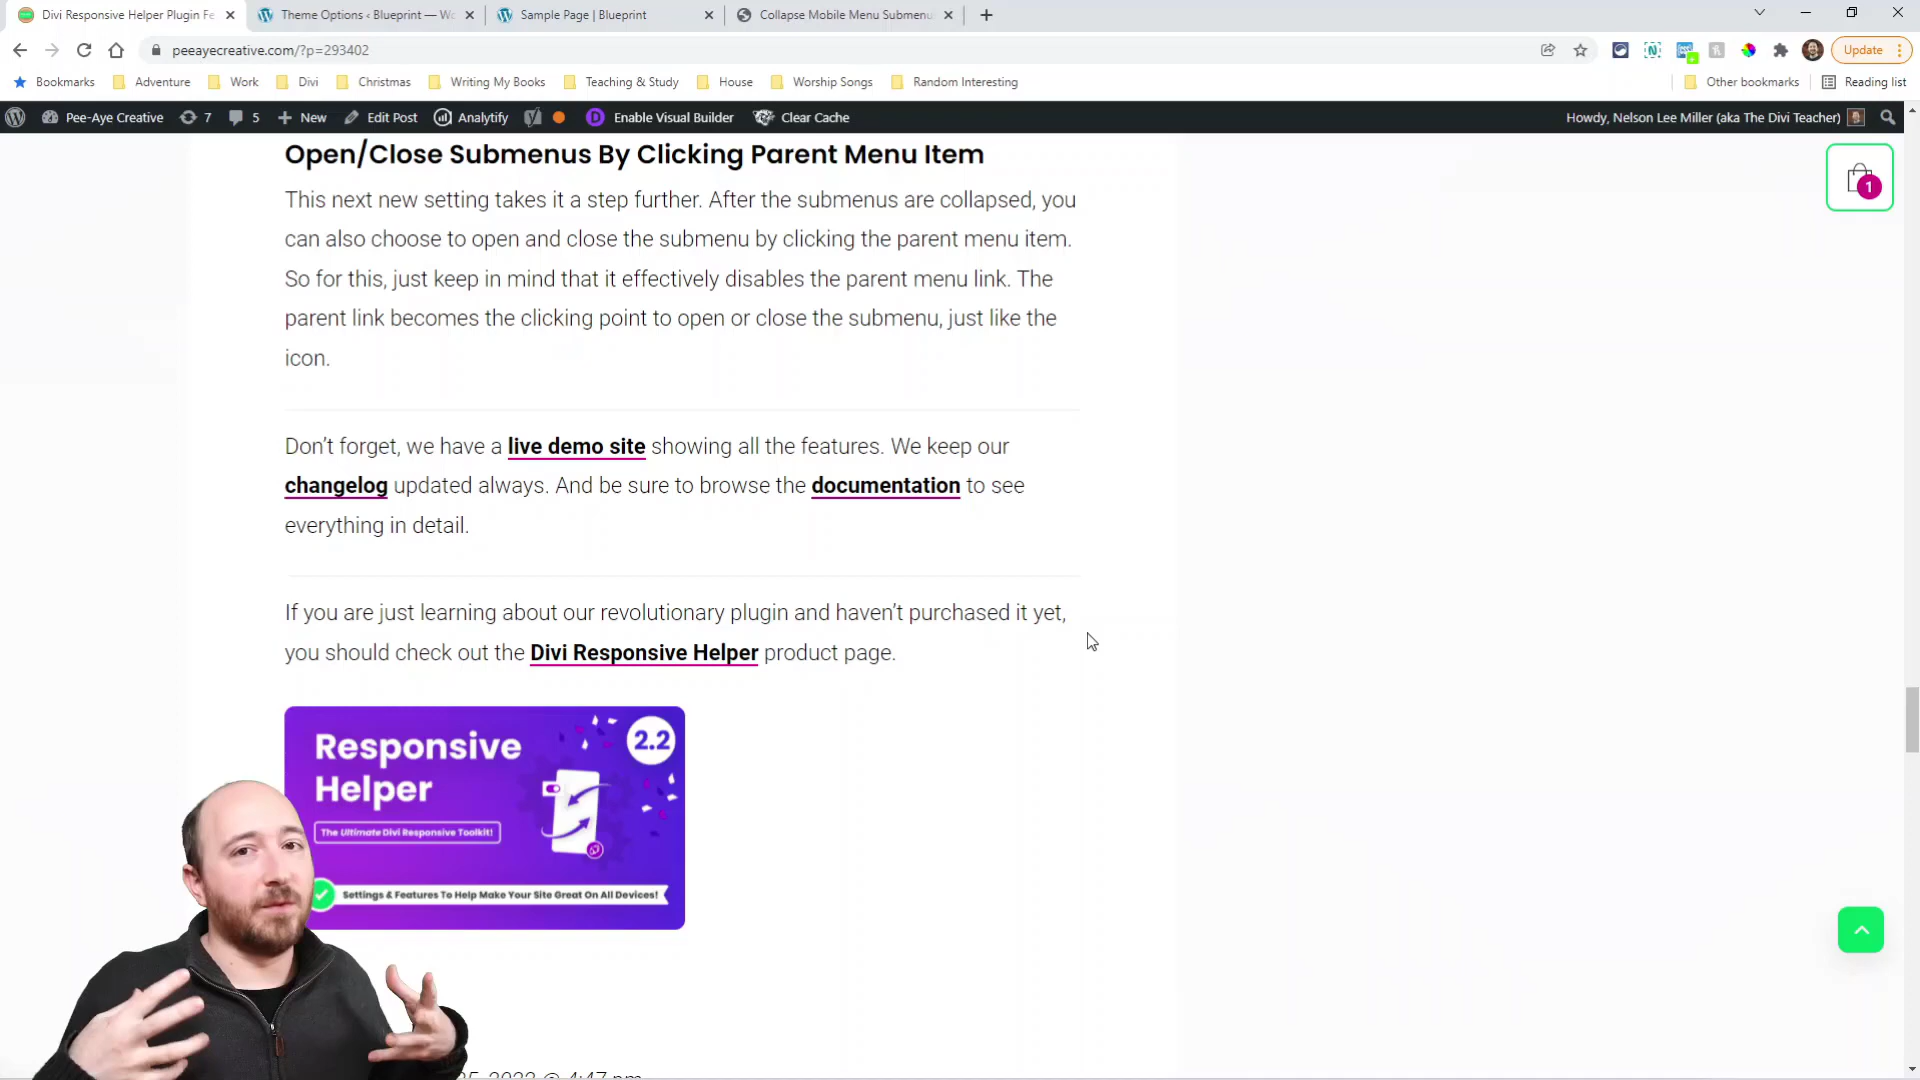 Divi Responsive Helper Plugin Fe
Theme Options ‹ Blueprint — Wo
Sample Page | Blueprint
Collapse Mobile Menu Submenu
peeayecreative.com/?p=293402
Update
Bookmarks
Adventure
Work
Divi
Christmas
Writing My Books
Teaching & Study
House
Worship Songs
Random Interesting
Other bookmarks
Reading list
Pee-Aye Creative
7
5
New
Edit Post
Analytify
Enable Visual Builder
Clear Cache
Howdy, Nelson Lee Miller (aka The Divi Teacher)
1
Open/Close Submenus By Clicking Parent Menu Item
This next new setting takes it a step further. After the submenus are collapsed, you
can also choose to open and close the submenu by clicking the parent menu item.
So for this, just keep in mind that it effectively disables the parent menu link. The
parent link becomes the clicking point to open or close the submenu, just like the
icon.
Don’t forget, we have a live demo site showing all the features. We keep our
changelog updated always. And be sure to browse the documentation to see
everything in detail.
If you are just learning about our revolutionary plugin and haven’t purchased it yet,
you should check out the Divi Responsive Helper product page.
Responsive
Helper
2.2
The Ultimate Divi Responsive Toolkit!
Settings & Features To Help Make Your Site Great On All Devices!